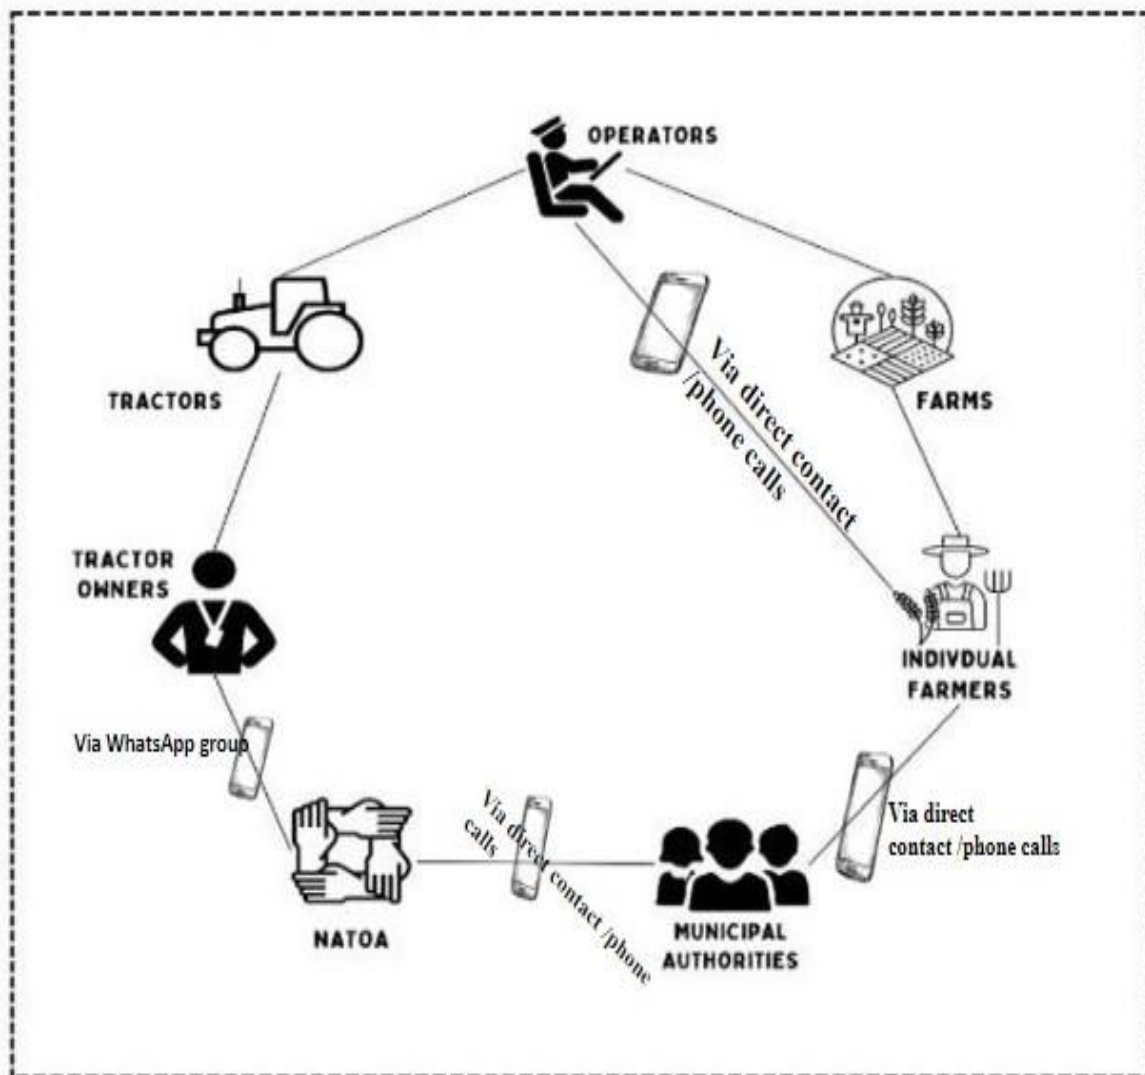 OPERATORS
TRACTORS
FARMS
Via direct contact
/phone calls
TRACTOR
OWNERS
INDIVDUAL
FARMERS
Via WhatsApp group
Via direct contact /phone
calls
Via direct
contact /phone calls
NATOA
MUNICIPAL
AUTHORITIES